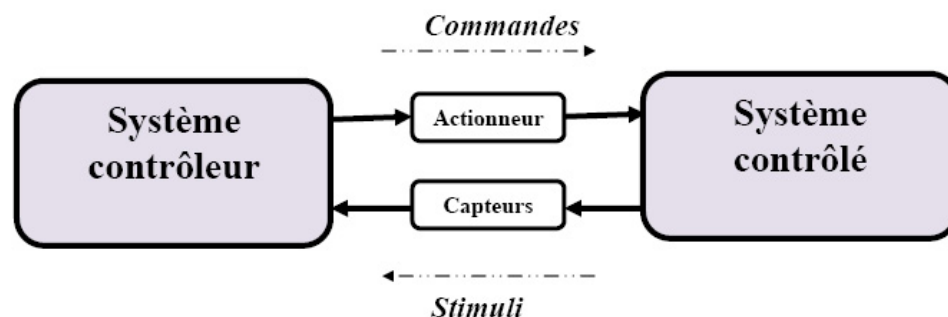 Commandes
Système
contrôleur
Actionneur
Système
contrôlé
Capteurs
Stimuli